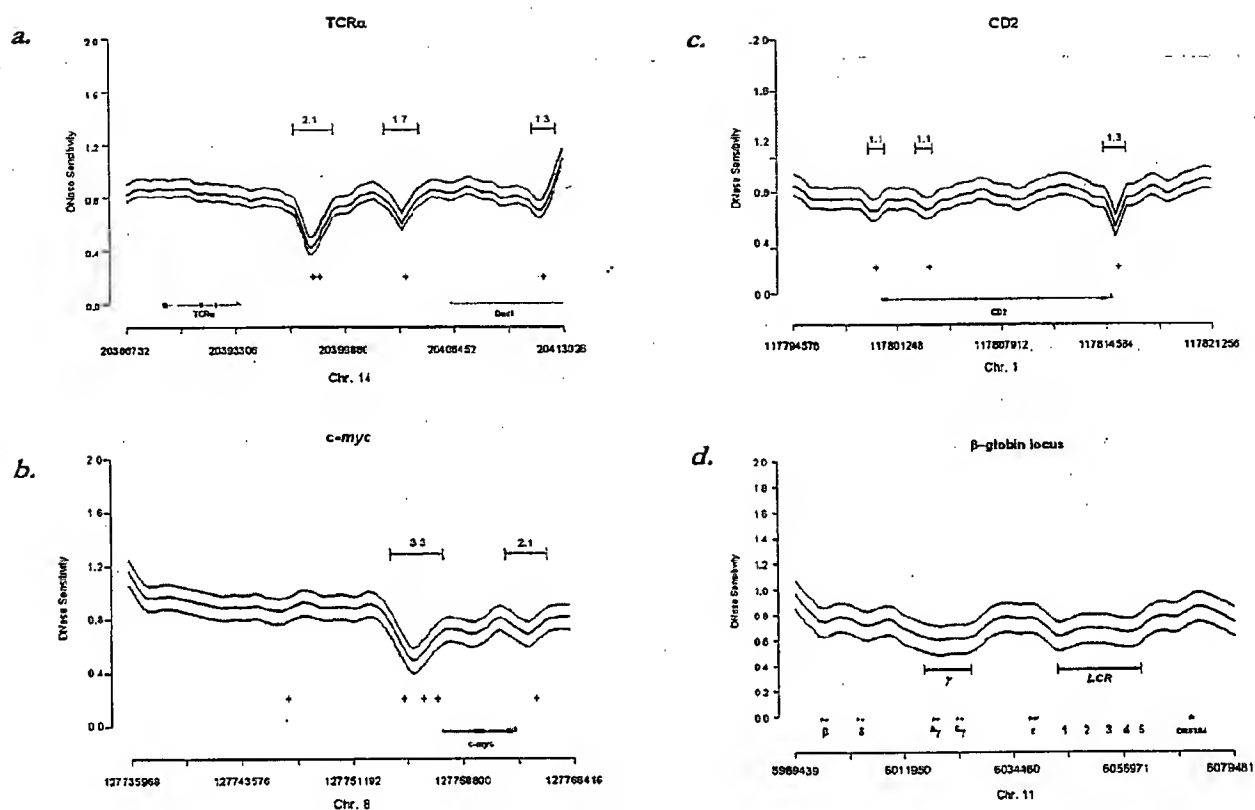 a.
TCRα
DNase Sensitivity
2.0
1.6
1.2
0.8
0.4
0.0
2.1
1.7
1.3
+ + + +
TCRα
Dad1
20386732 20393306 20399880 20406452 20413026
Chr. 14
b.
c-myc
DNase Sensitivity
2.0
1.6
1.2
0.8
0.4
0.0
3.3
2.1
+ + + + +
c-myc
127735968 127743576 127751192 127758800 127766416
Chr. 8
c.
CD2
DNase Sensitivity
2.0
1.6
1.2
0.8
0.4
0.0
1.1
1.1
1.3
+ + +
CD2
117794576 117801248 117807912 117814584 117821256
Chr. 1
d.
β-globin locus
DNase Sensitivity
2.0
1.8
1.6
1.4
1.2
1.0
0.8
0.6
0.4
0.2
0.0
γ
LCR
β δ Aγ Gγ ε 1 2 3 4 5
5989439 6011950 6034460 6056971 6079481
Chr. 11